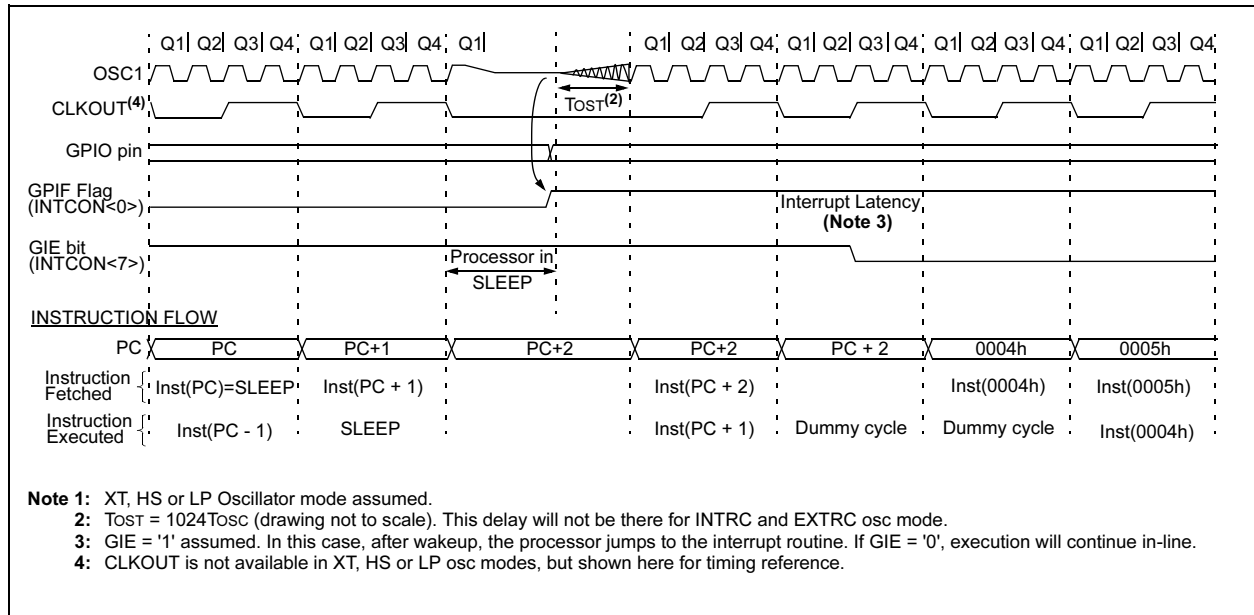 Q1 Q2 Q3 Q4 Q1 Q2 Q3 Q4 Q1 Q1 Q2 Q3 Q4 Q1 Q2 Q3 Q4 Q1 Q2 Q3 Q4 Q1 Q2 Q3 Q4
OSC1
TOST(2)
CLKOUT(4)
GPIO pin
GPIF Flag
(INTCON<0>)
Interrupt Latency
(Note 3)
GIE bit
(INTCON<7>)
Processor in
SLEEP
INSTRUCTION FLOW
PC PC PC+1 PC+2 PC+2 PC + 2 0004h 0005h
Instruction
Fetched
Inst(PC)=SLEEP Inst(PC + 1) Inst(PC + 2) Inst(0004h) Inst(0005h)
Instruction
Executed
Inst(PC - 1) SLEEP Inst(PC + 1) Dummy cycle Dummy cycle Inst(0004h)
Note 1: XT, HS or LP Oscillator mode assumed.
2: TOST = 1024TOSC (drawing not to scale). This delay will not be there for INTRC and EXTRC osc mode.
3: GIE = '1' assumed. In this case, after wakeup, the processor jumps to the interrupt routine. If GIE = '0', execution will continue in-line.
4: CLKOUT is not available in XT, HS or LP osc modes, but shown here for timing reference.